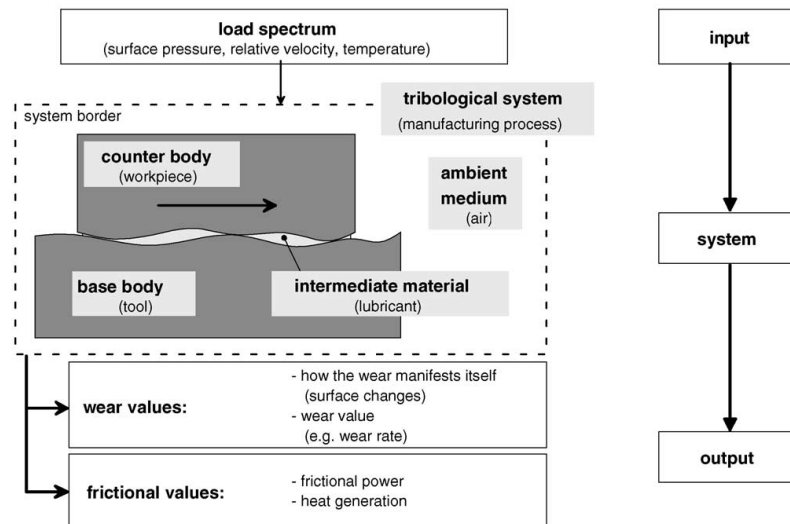 load spectrum
(surface pressure, relative velocity, temperature)
input
system border
tribological system
(manufacturing process)
counter body
(workpiece)
ambient
medium
(air)
system
base body
(tool)
intermediate material
(lubricant)
wear values:
- how the wear manifests itself
(surface changes)
- wear value
(e.g. wear rate)
output
frictional values:
- frictional power
- heat generation